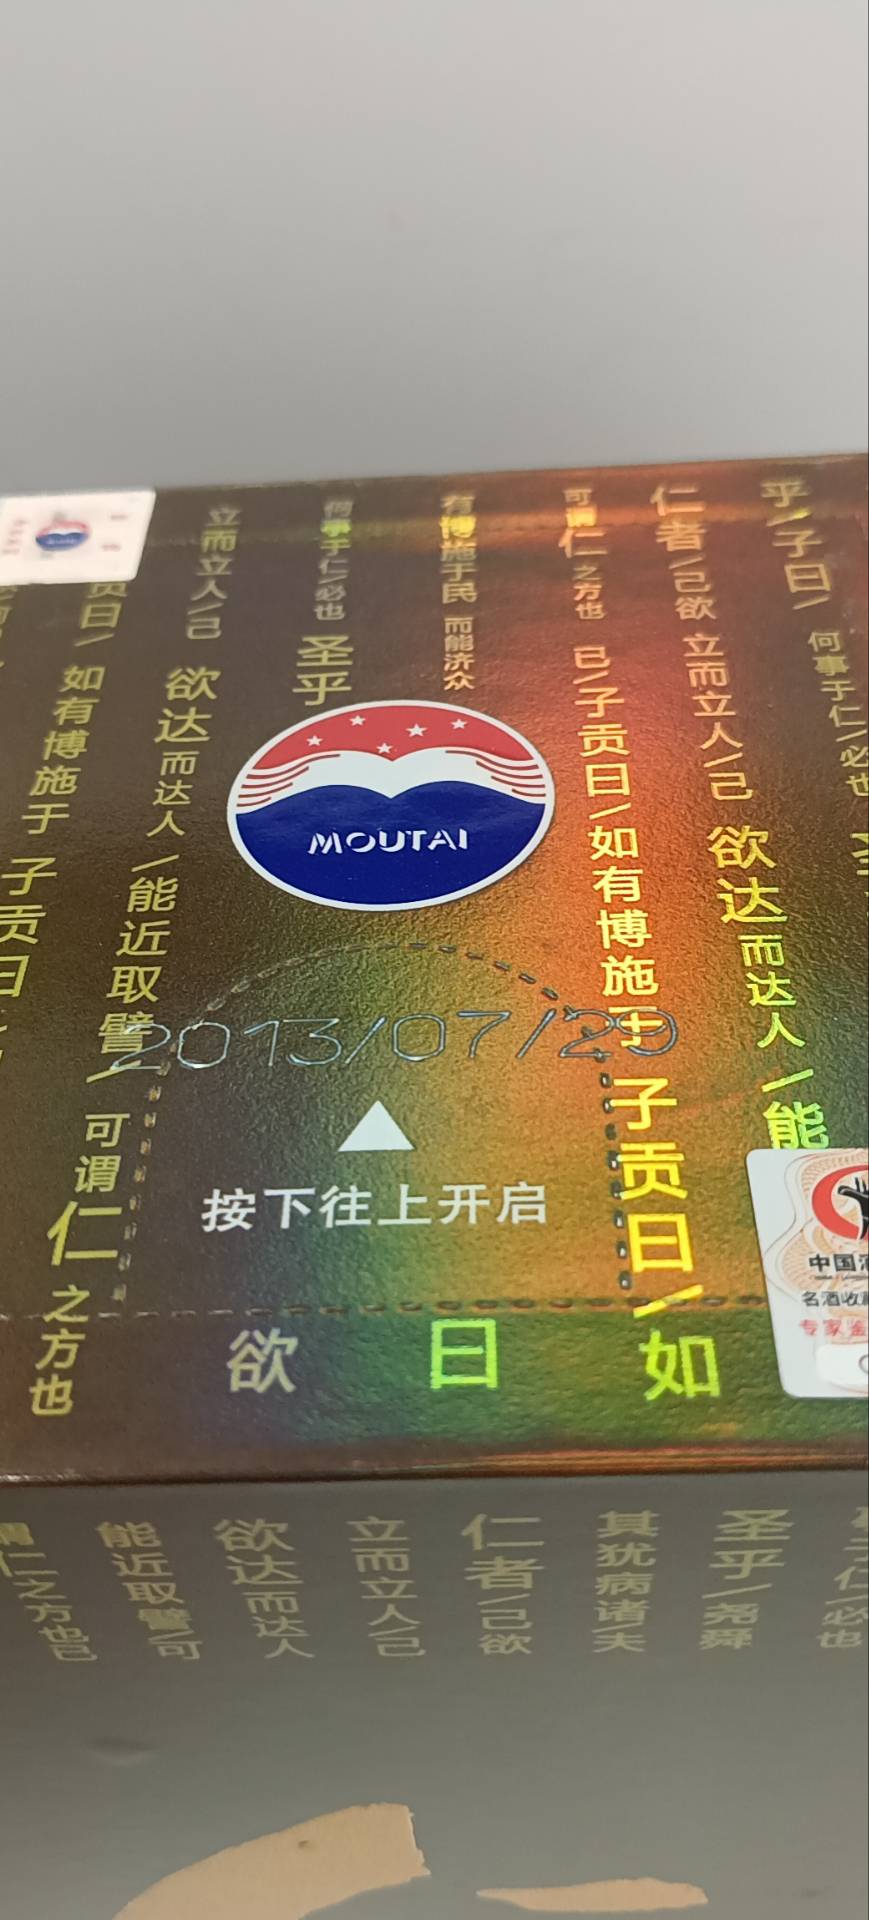 贡曰/
如有博施于
子贡曰
立而立人/己
欲达而达人
/能近取譬/
可谓仁之方也
何事于仁/必也
圣乎
有博施于民 而能济众
MOUTAI
2013/07/29
按下往上开启
可谓仁之方也
已/子贡曰/如有博施于
子贡曰/如
仁者/己欲立而立人/己
欲达而达人/能
乎/子曰/
何事于仁/必也
欲 曰
中国酒
名酒收藏
专家鉴
谓仁之方也已
能近取譬/可
欲达而达人
立而立人/己
仁者/己欲
其犹病诸/夫
圣乎/尧舜
于仁/必也